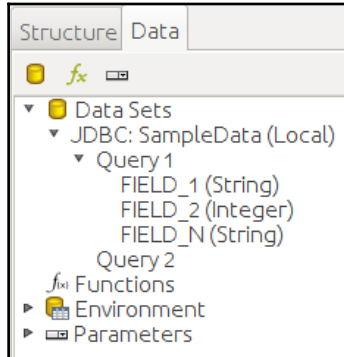 Structure Data
fx
Data Sets
JDBC: SampleData (Local)
Query 1
FIELD_1 (String)
FIELD_2 (Integer)
FIELD_N (String)
Query 2
f(x) Functions
Environment
Parameters